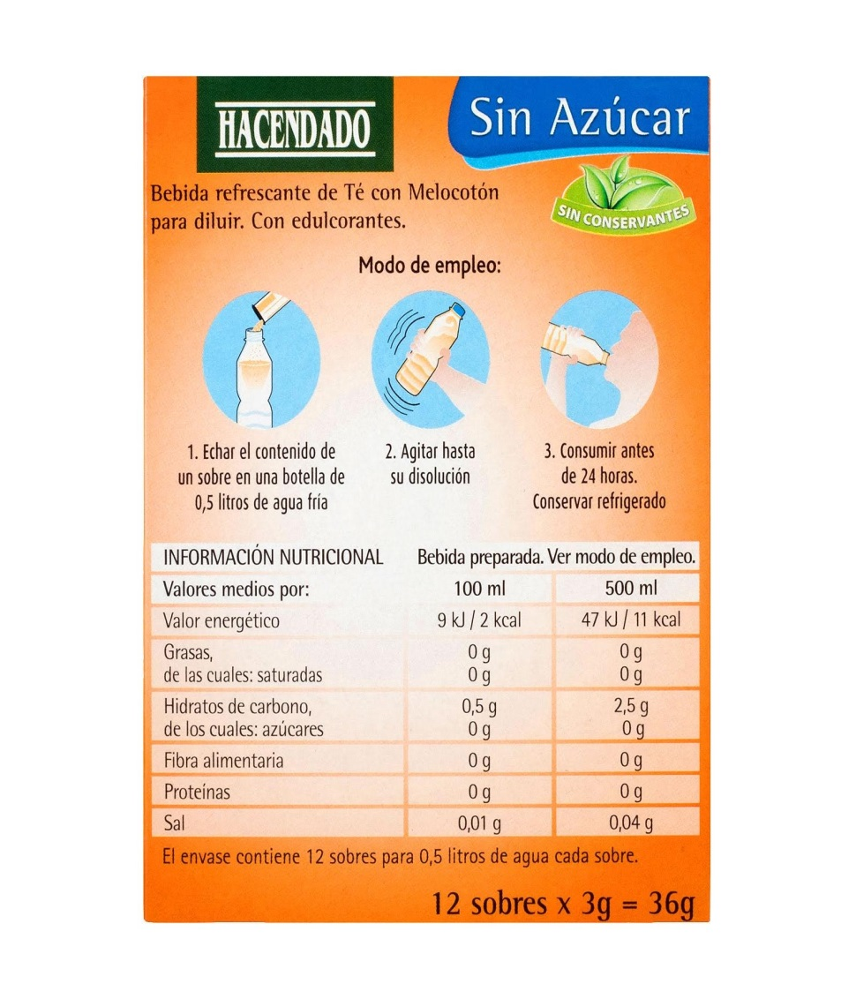 HACENDADO
Sin Azúcar
SIN CONSERVANTES
Bebida refrescante de Té con Melocotón
para diluir. Con edulcorantes.
Modo de empleo:
1. Echar el contenido de
un sobre en una botella de
0,5 litros de agua fría
2. Agitar hasta
su disolución
3. Consumir antes
de 24 horas.
Conservar refrigerado
INFORMACIÓN NUTRICIONAL Bebida preparada. Ver modo de empleo.
Valores medios por: 100 ml 500 ml
Valor energético 9 kJ / 2 kcal 47 kJ / 11 kcal
Grasas, 0 g 0 g
de las cuales: saturadas 0 g 0 g
Hidratos de carbono, 0,5 g 2,5 g
de los cuales: azúcares 0 g 0 g
Fibra alimentaria 0 g 0 g
Proteínas 0 g 0 g
Sal 0,01 g 0,04 g
El envase contiene 12 sobres para 0,5 litros de agua cada sobre.
12 sobres x 3g = 36g